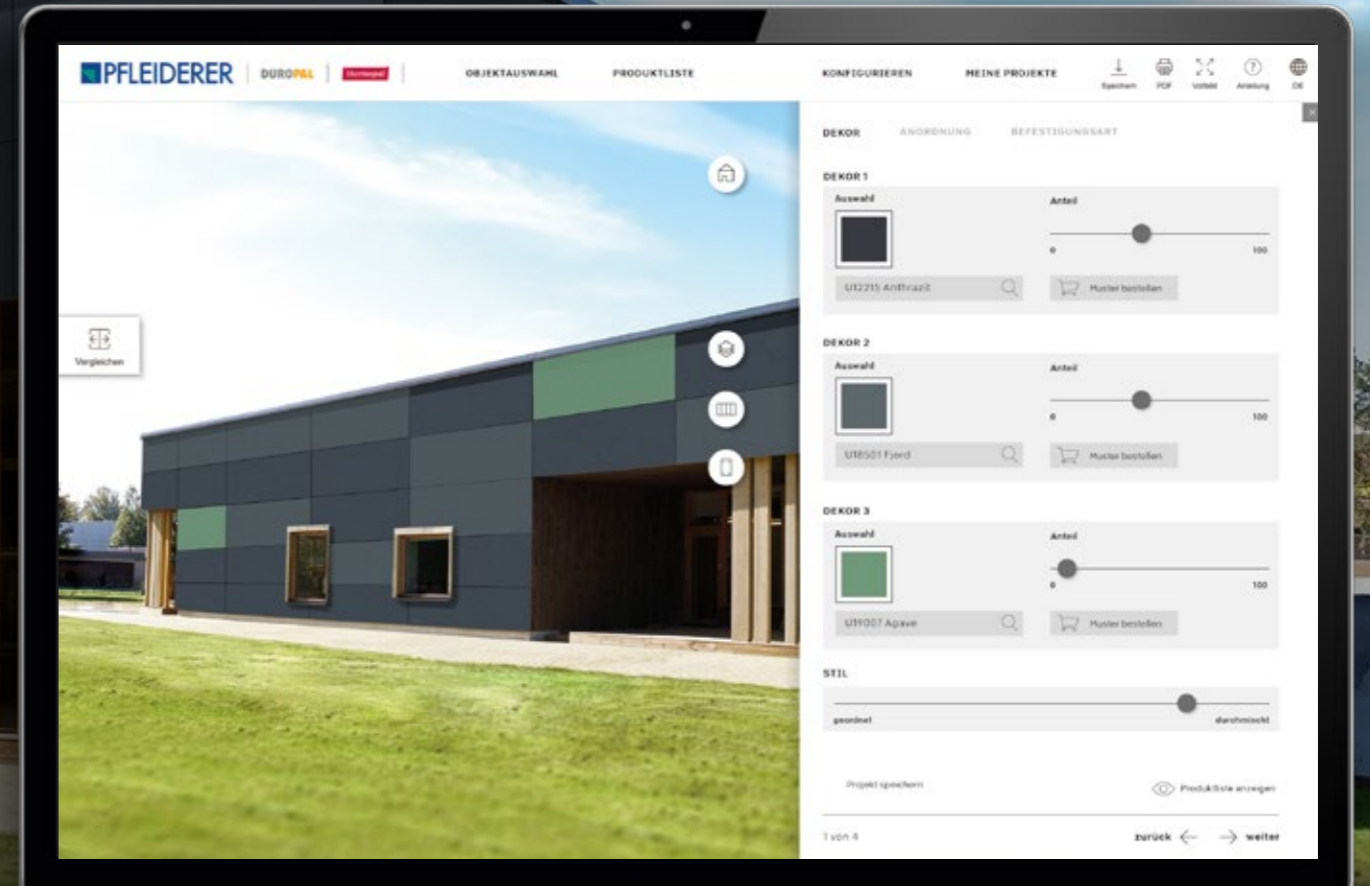 PFLEIDERER
DUROPAL
OBJEKTAUSWAHL
PRODUKTLISTE
KONFIGURIEREN
MEINE PROJEKTE
Speichern
PDF
Vollbild
Anleitung
DE
Vergleichen
DEKOR
ANORDNUNG
BEFESTIGUNGSART
DEKOR 1
Auswahl
Anteil
0
100
U12215 Anthrazit
Muster bestellen
DEKOR 2
Auswahl
Anteil
0
100
U18501 Fjord
Muster bestellen
DEKOR 3
Auswahl
Anteil
0
100
U19007 Agave
Muster bestellen
STIL
geordnet
durchmischt
Projekt speichern
Produktliste anzeigen
1 von 4
zurück
weiter